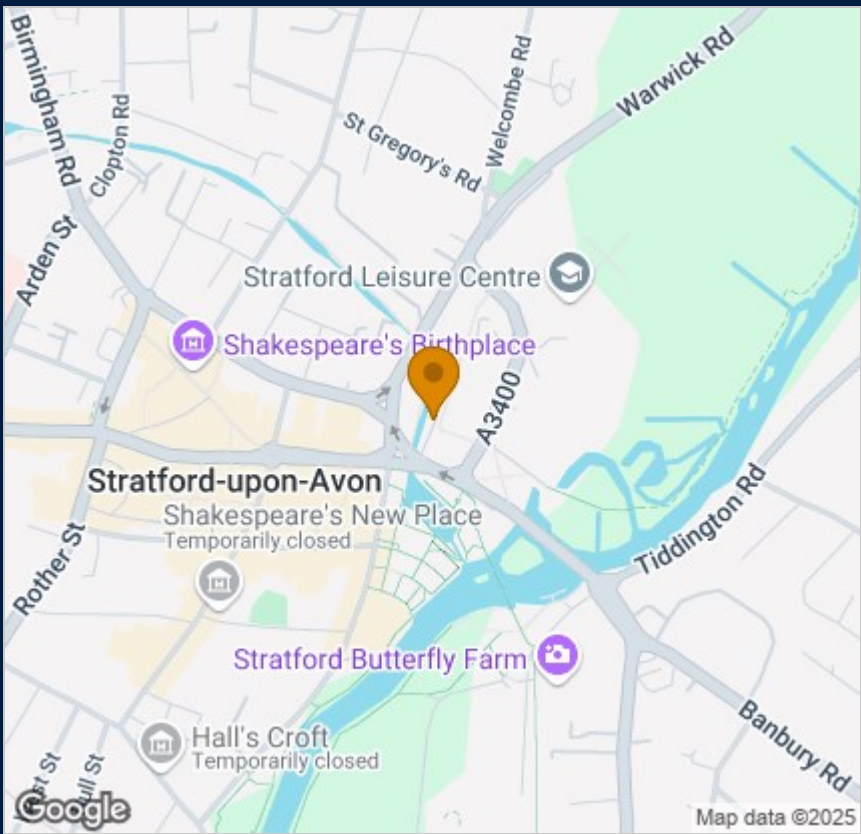 Birmingham Rd
Clopton Rd
Welcombe Rd
Warwick Rd
St Gregory's Rd
Arden St
Stratford Leisure Centre
Shakespeare's Birthplace
A3400
Stratford-upon-Avon
Shakespeare's New Place
Temporarily closed
Tiddington Rd
Rother St
Stratford Butterfly Farm
Hall's Croft
Temporarily closed
Banbury Rd
Google
Map data ©2025